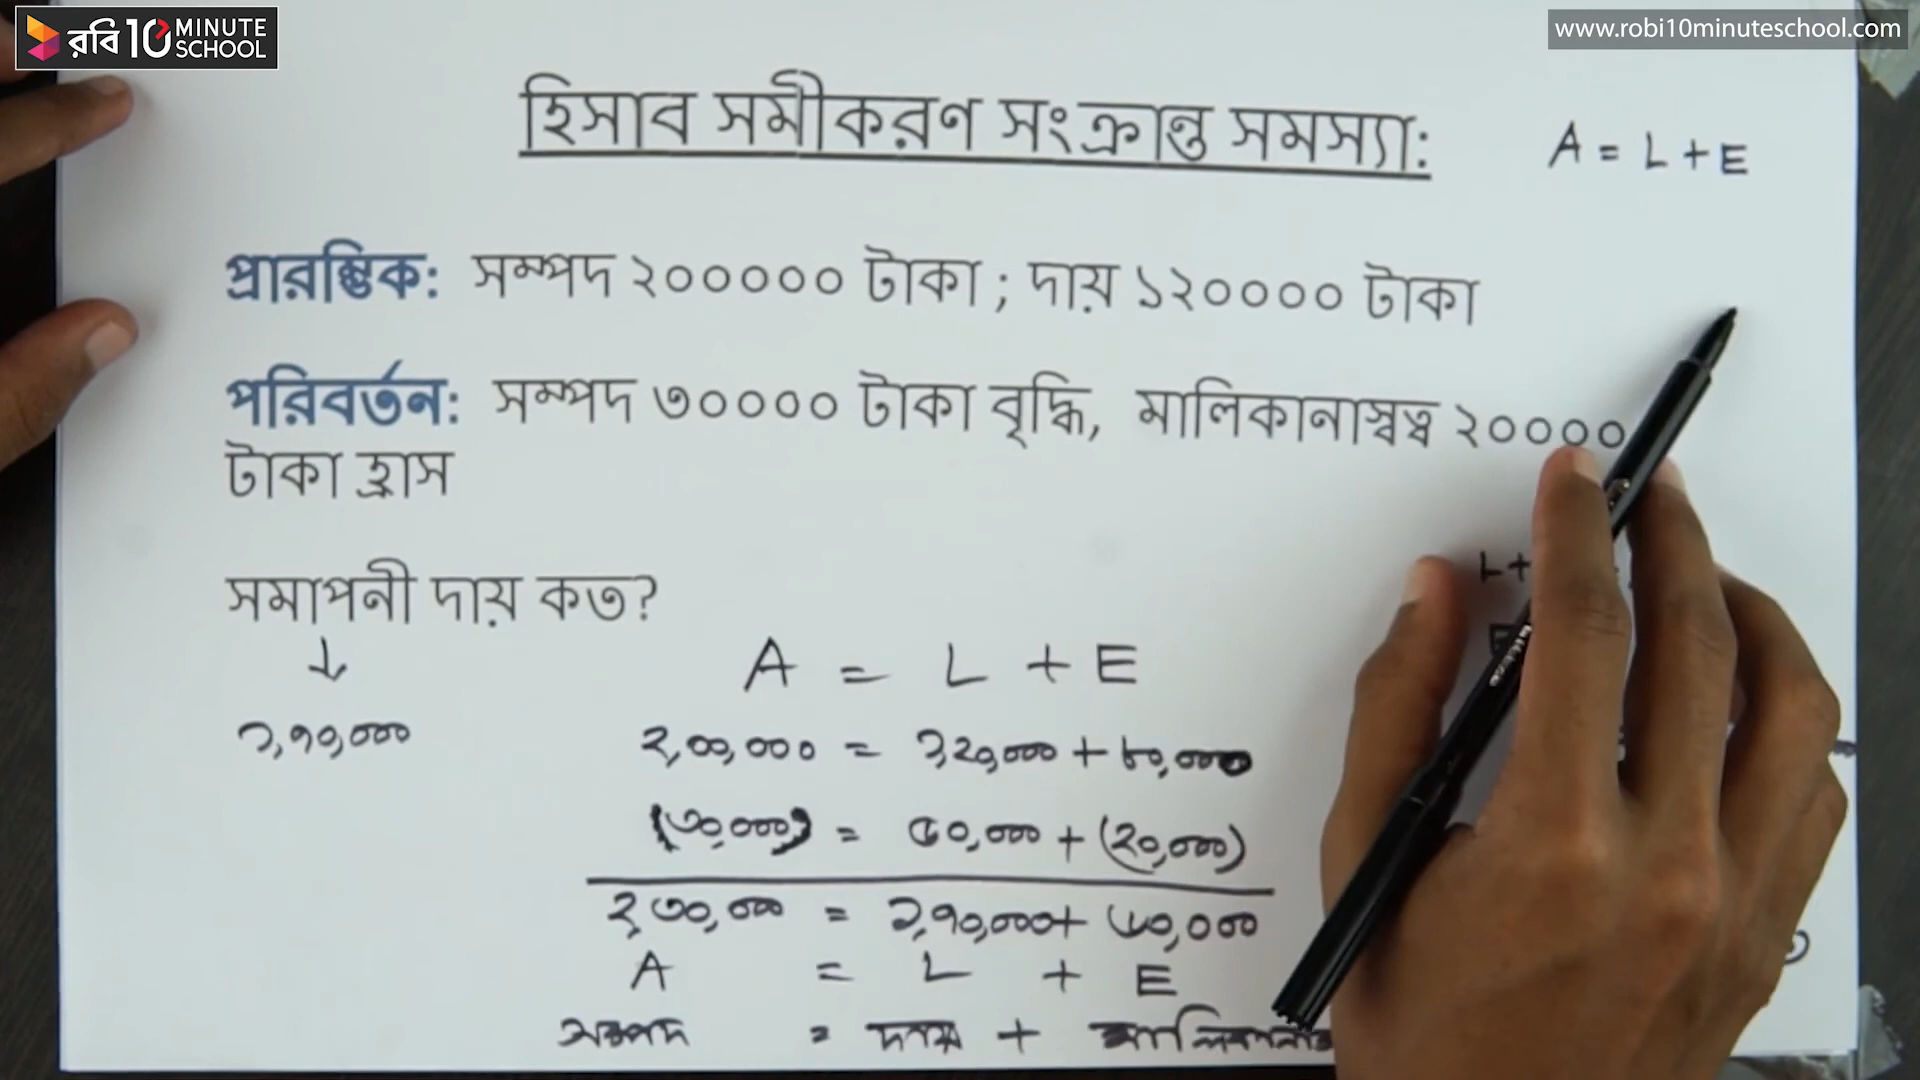 রবি 10 MINUTE SCHOOL
www.robi10minuteschool.com
হিসাব সমীকরণ সংক্রান্ত সমস্যা:
A = L + E
প্রারম্ভিক: সম্পদ ২০০০০০ টাকা ; দায় ১২০০০০ টাকা
পরিবর্তন: সম্পদ ৩০০০০ টাকা বৃদ্ধি, মালিকানাস্বত্ব ২০০০০
টাকা হ্রাস
L +
সমাপনী দায় কত?
↓
A = L + E
১,৭০,০০০
২,০০,০০০ = ১,২০,০০০ + ৮০,০০০
(৩০,০০০) = ৫০,০০০ + (২০,০০০)
২,৩০,০০০ = ১,৭০,০০০ + ৬০,০০০
A = L + E
সম্পদ = দায় +